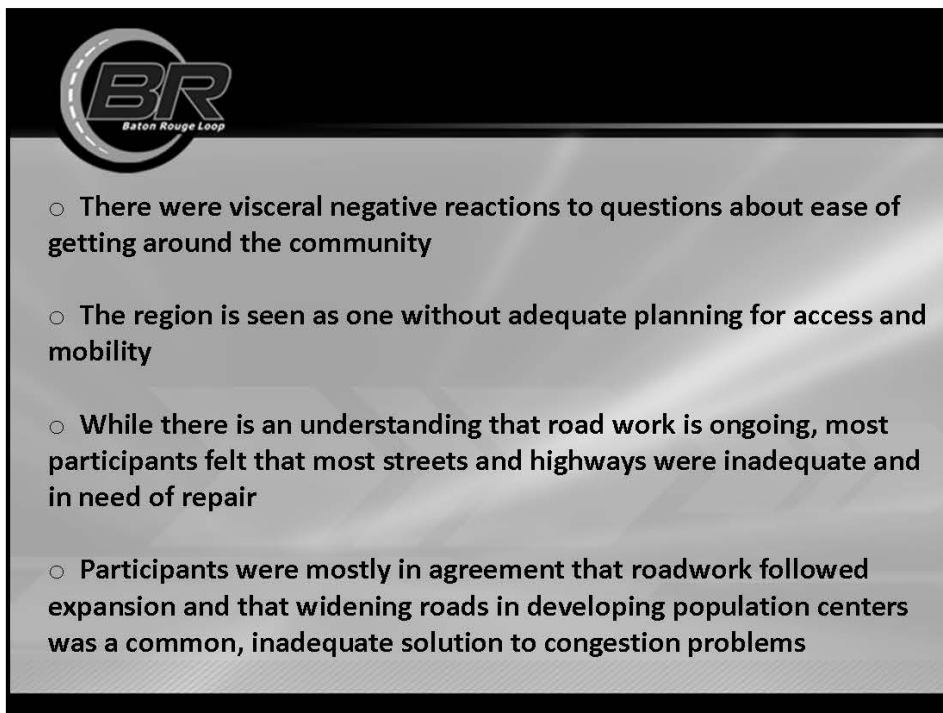 BR
Baton Rouge Loop
○ There were visceral negative reactions to questions about ease of
getting around the community
○ The region is seen as one without adequate planning for access and
mobility
○ While there is an understanding that road work is ongoing, most
participants felt that most streets and highways were inadequate and
in need of repair
○ Participants were mostly in agreement that roadwork followed
expansion and that widening roads in developing population centers
was a common, inadequate solution to congestion problems